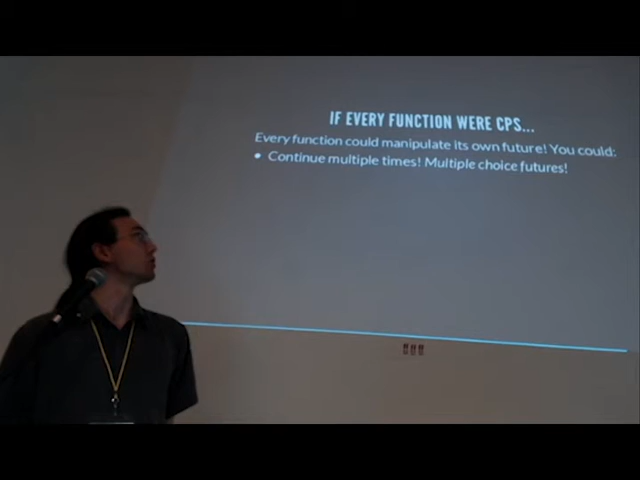 IF EVERY FUNCTION WERE CPS...
Every function could manipulate its own future! You could:
• Continue multiple times! Multiple choice futures!